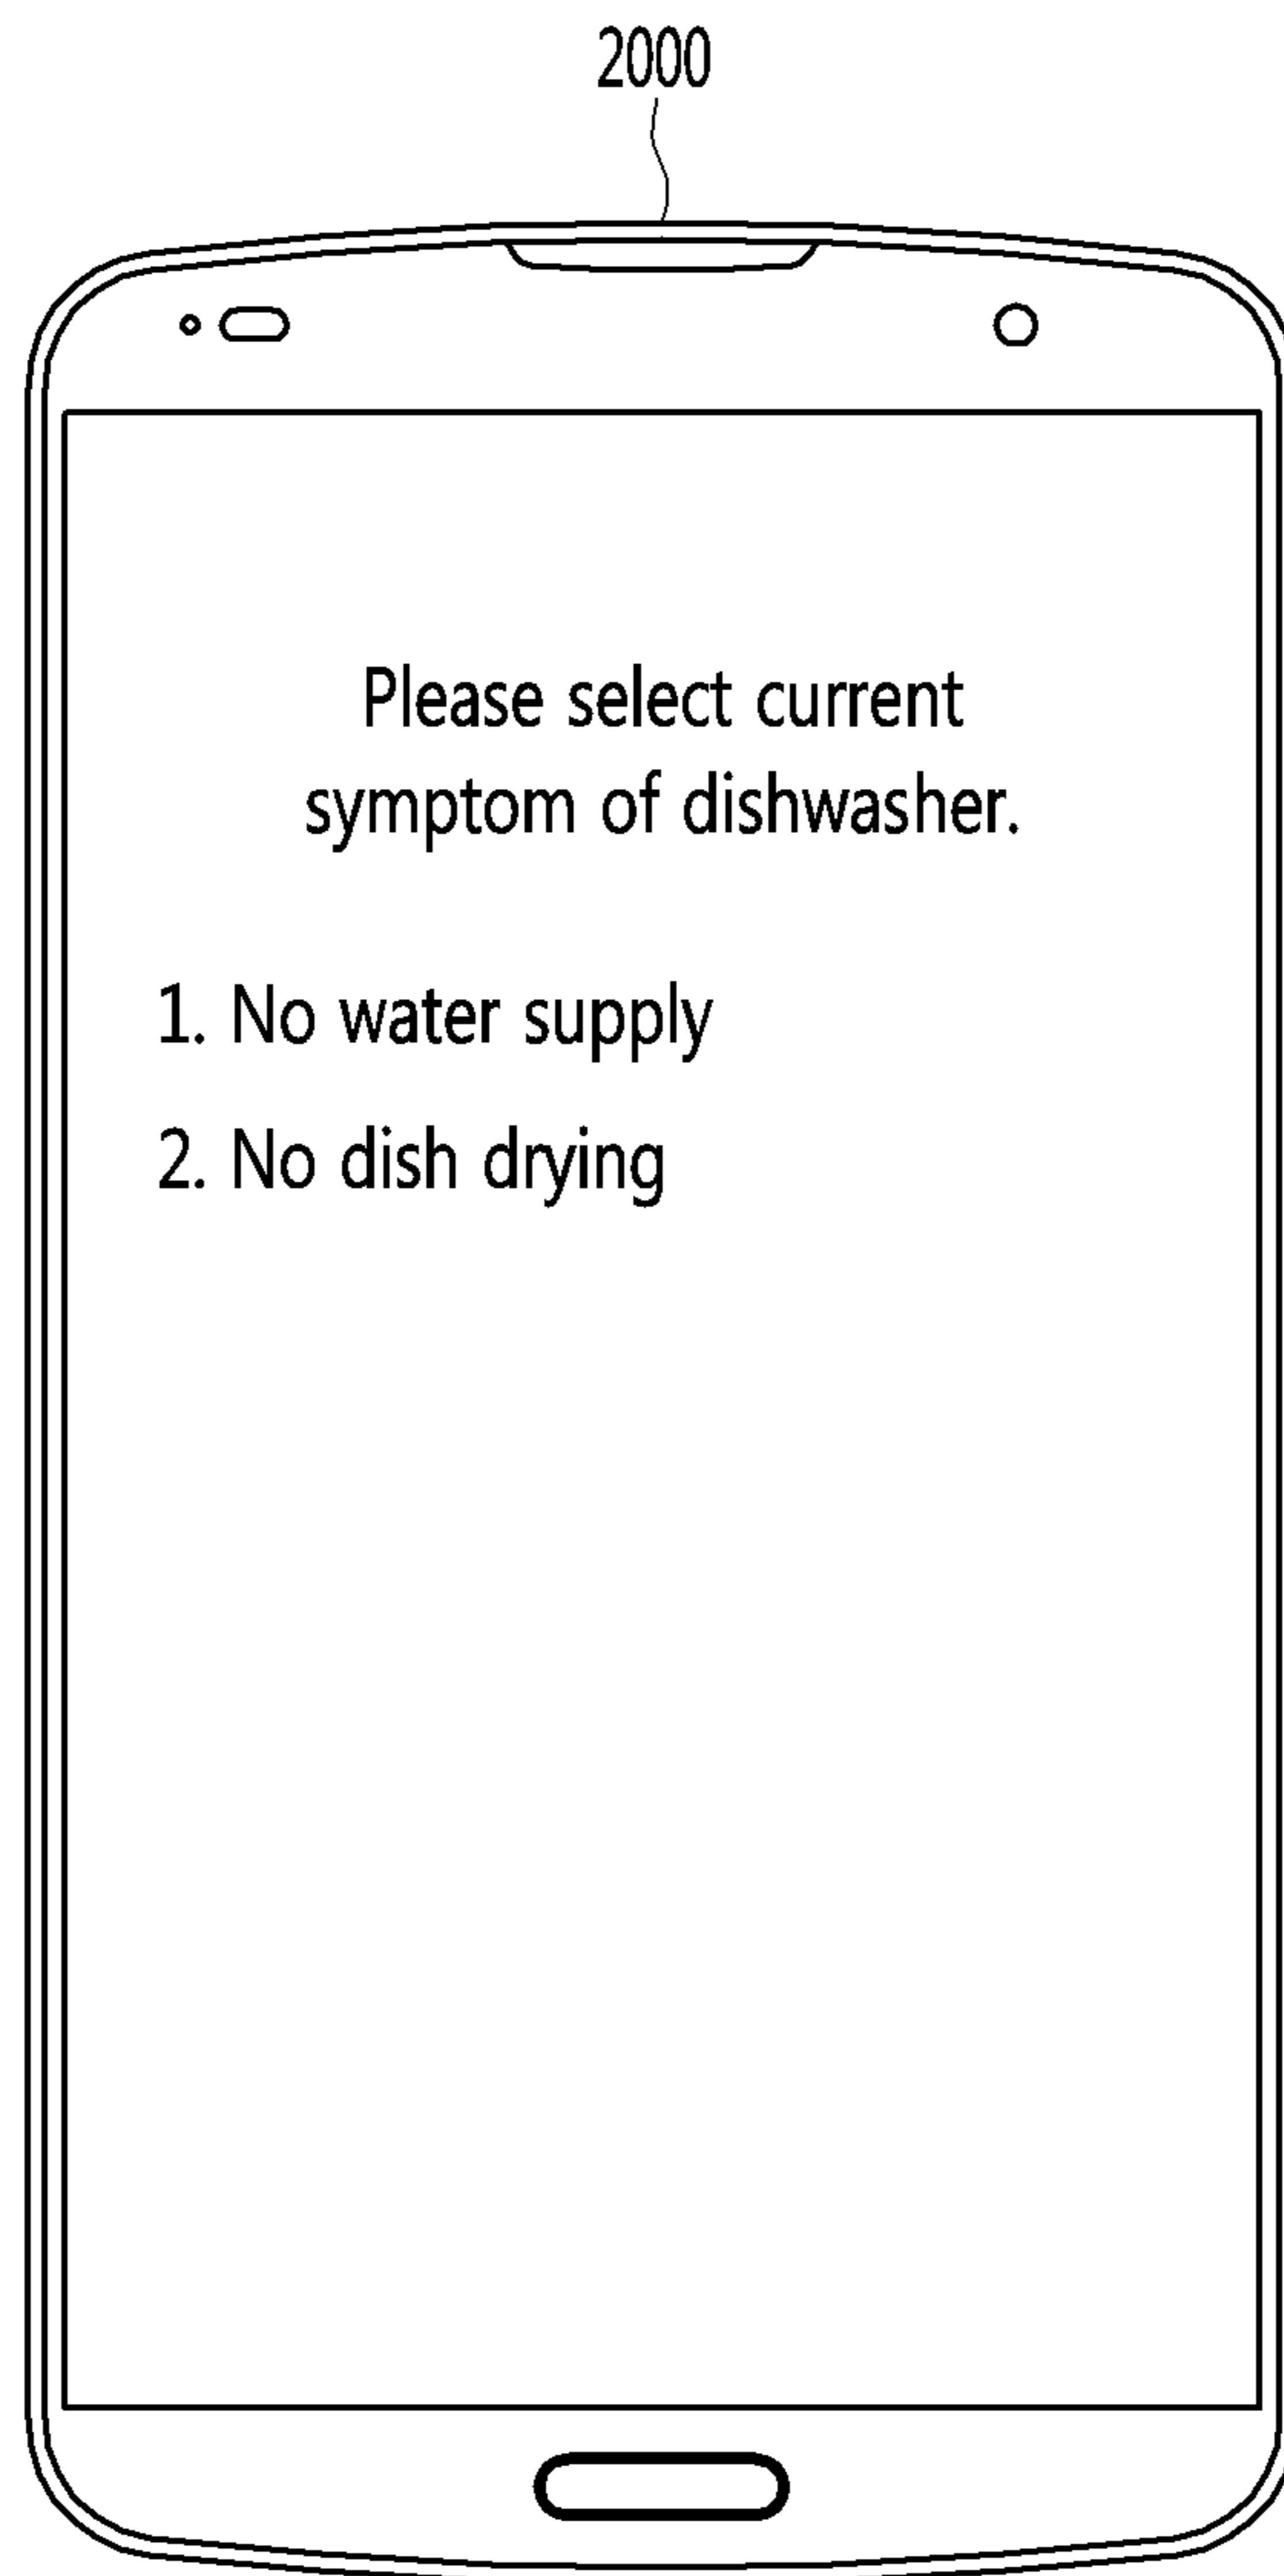 2000
Please select current
symptom of dishwasher.
1. No water supply
2. No dish drying